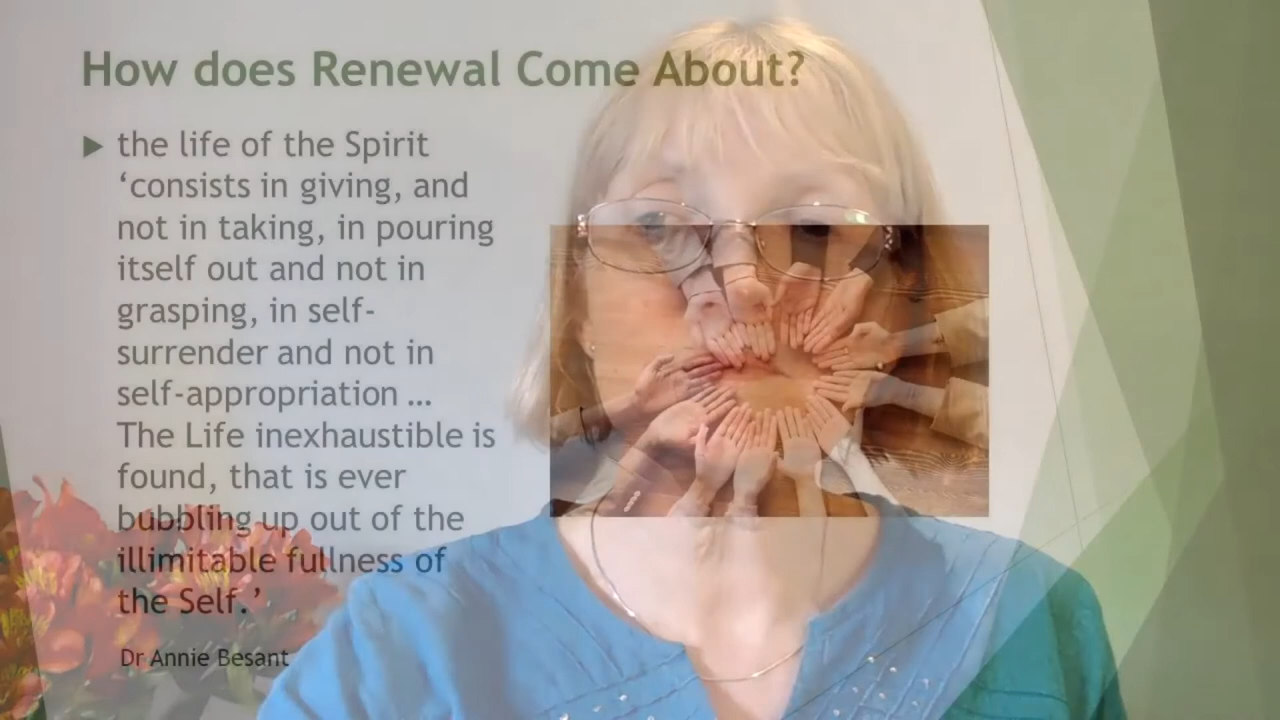 How does Renewal Come About?
the life of the Spirit
‘consists in giving, and
not in taking, in pouring
itself out and not in
grasping, in self-
surrender and not in
self-appropriation …
The Life inexhaustible is
found, that is ever
bubbling up out of the
illimitable fullness of
the Self.’
Dr Annie Besant